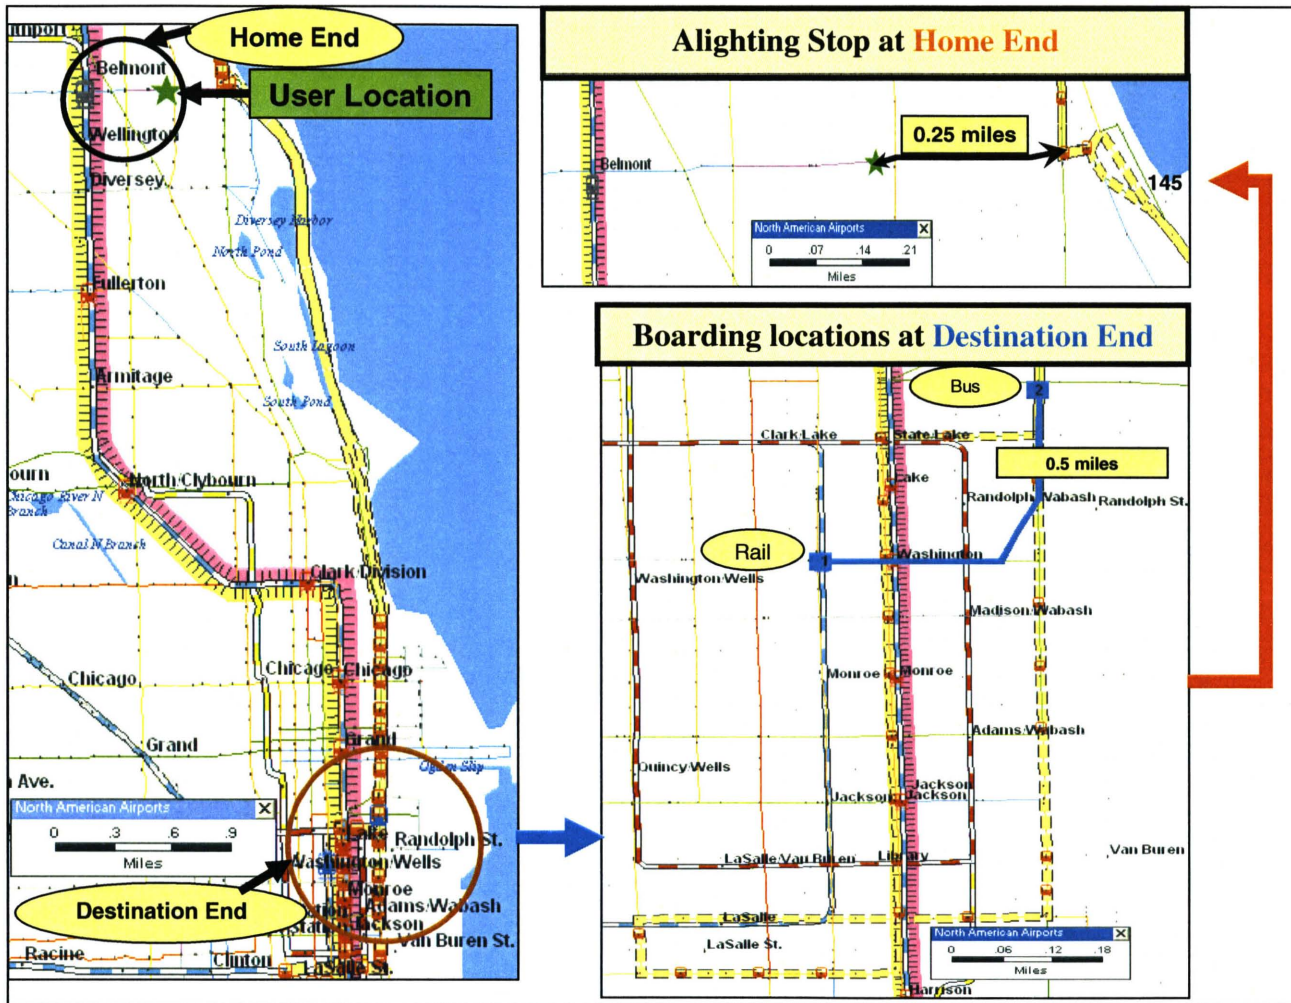 Home End
Belmont
User Location
Wellington
Diversey
Diversey Harbor
North Pond
Fullerton
South Lagoon
Armitage
South Pond
North/Clybourn
Chicago River N
Branch
Canal N Branch
Clark/Division
Chicago Chicago
Chicago
Grand
Grand
Ogden Slip
Ave.
North American Airports
0 .3 .6 .9
Miles
Lake
Randolph St.
Washington/Wells
Monroe
Adams/Wabash
Jackson
Van Buren St.
Destination End
Racine
Clinton
LaSalle St.
Alighting Stop at Home End
0.25 miles
Belmont
145
North American Airports
0 .07 .14 .21
Miles
Boarding locations at Destination End
Bus
2
Clark/Lake
State/Lake
0.5 miles
Lake
Randolph/Wabash
Randolph St.
Rail
1
Washington
Washington/Wells
Madison/Wabash
Monroe
Monroe
Adams/Wabash
Quincy/Wells
Jackson
Jackson
Jackson
LaSalle/Van Buren
Library
Van Buren
LaSalle
LaSalle St.
North American Airports
0 .06 .12 .18
Miles
Harrison